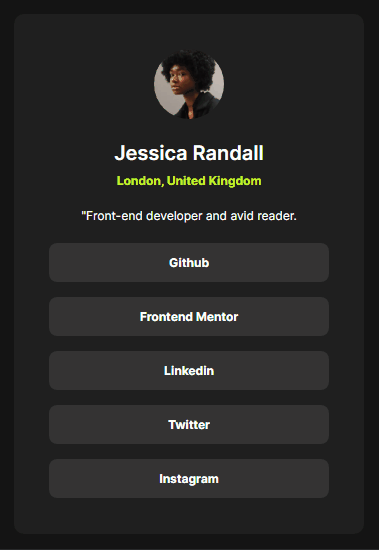 Jessica Randall
London, United Kingdom
"Front-end developer and avid reader.
Github
Frontend Mentor
Linkedin
Twitter
Instagram